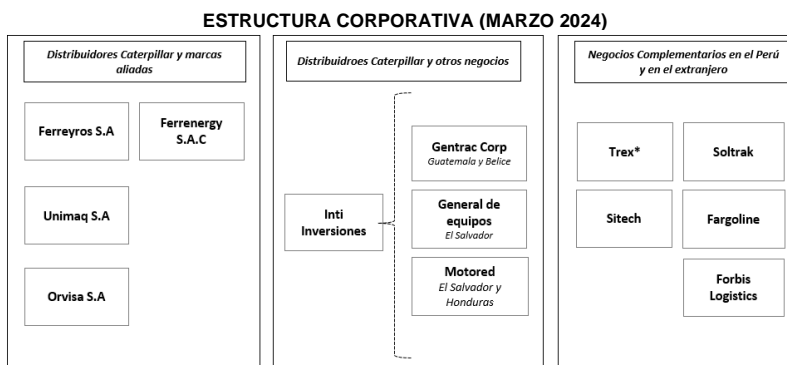 ESTRUCTURA CORPORATIVA (MARZO 2024)
Distribuidores Caterpillar y marcas
aliadas
Ferreyros S.A
Ferrenergy
S.A.C
Unimaq S.A
Orvisa S.A
Distribuidroes Caterpillar y otros negocios
Inti
Inversiones
Gentrac Corp
Guatemala y Belice
General de
equipos
El Salvador
Motored
El Salvador y
Honduras
Negocios Complementarios en el Perú
y en el extranjero
Trex*
Soltrak
Sitech
Fargoline
Forbis
Logistics